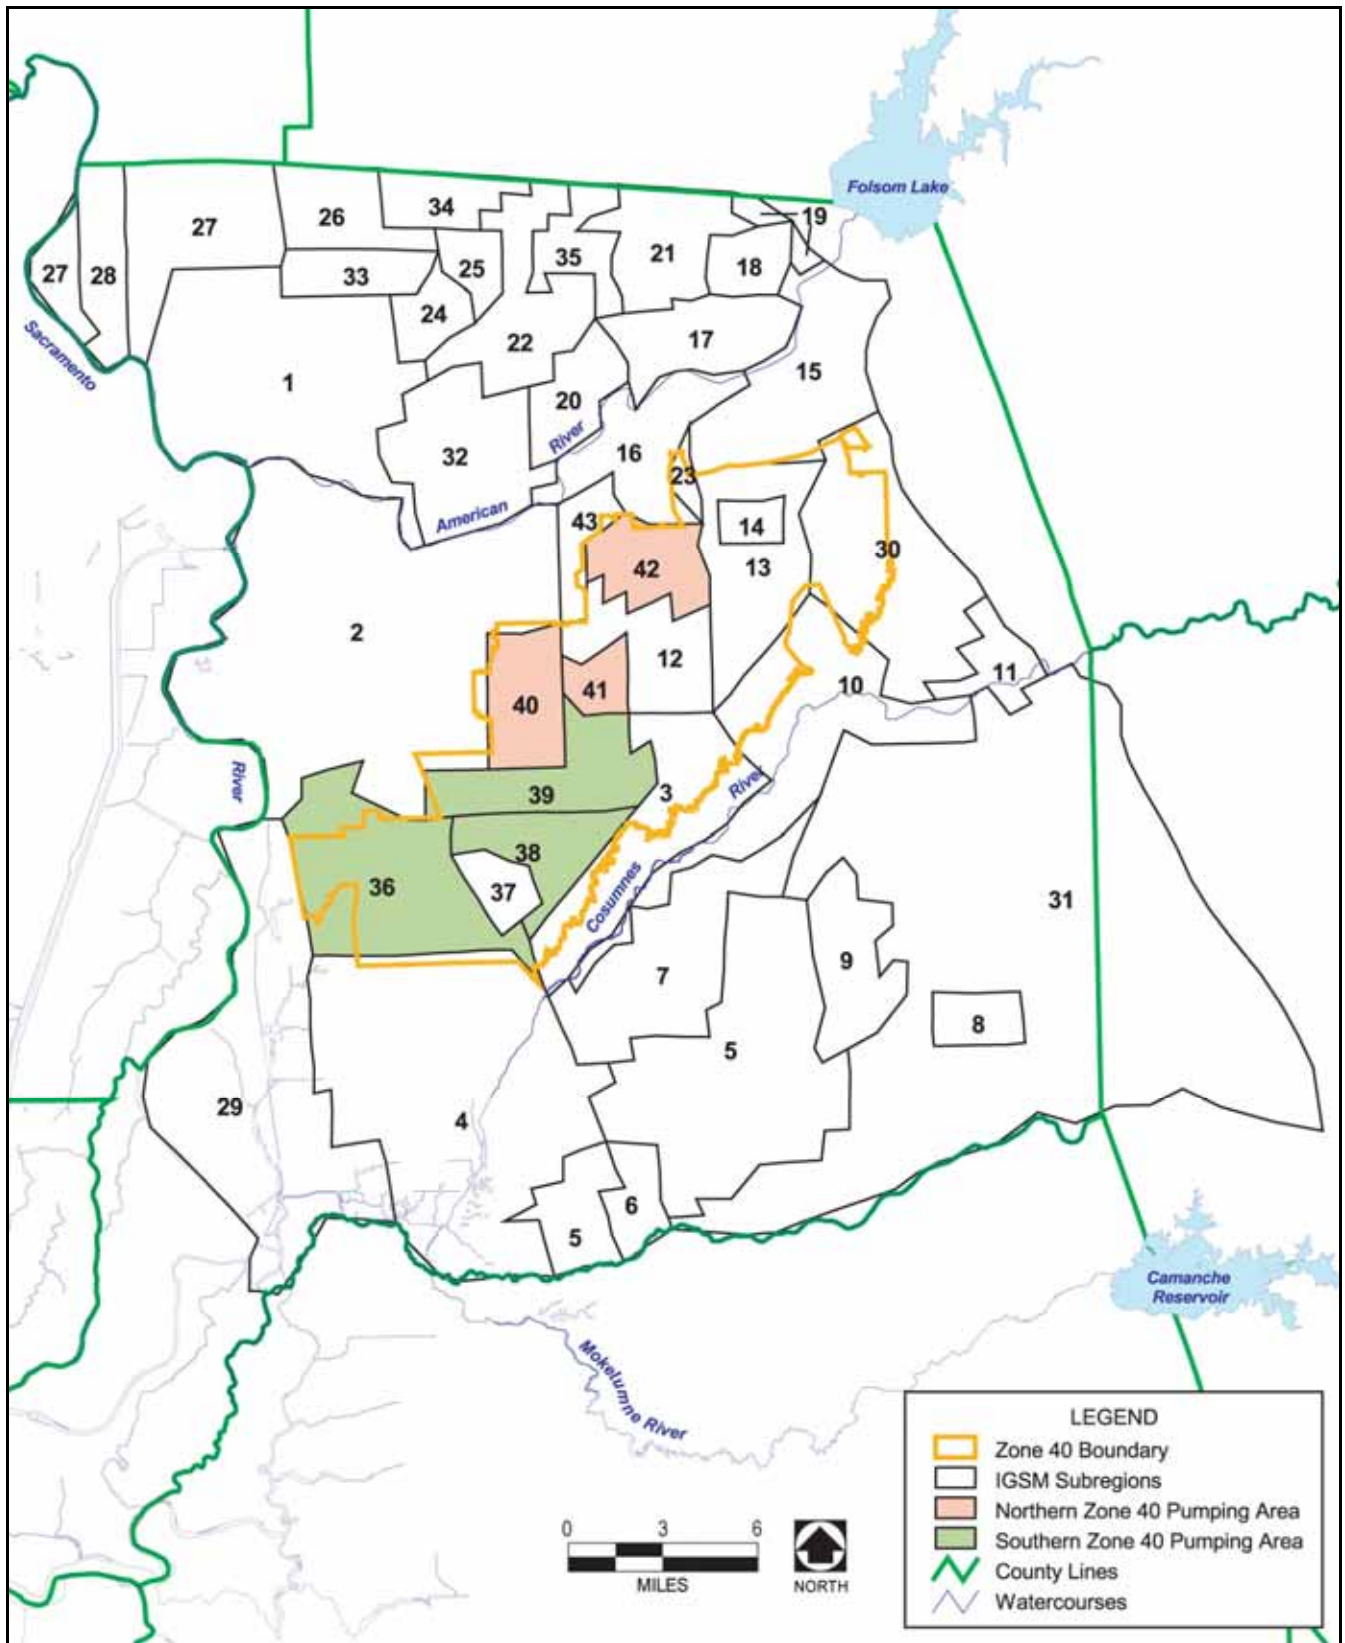 Folsom Lake
19
34
27
26
35
21
18
25
27
28
33
24
22
17
Sacramento
1
15
20
River
16
32
23
American
43
14
30
42
13
2
12
11
41
10
40
River
39
3
River
38
36
37
Cosumnes
31
9
7
8
5
29
4
6
5
Camanche
Reservoir
Mokelumne River
LEGEND
Zone 40 Boundary
IGSM Subregions
Northern Zone 40 Pumping Area
Southern Zone 40 Pumping Area
County Lines
Watercourses
0 3 6
MILES
NORTH